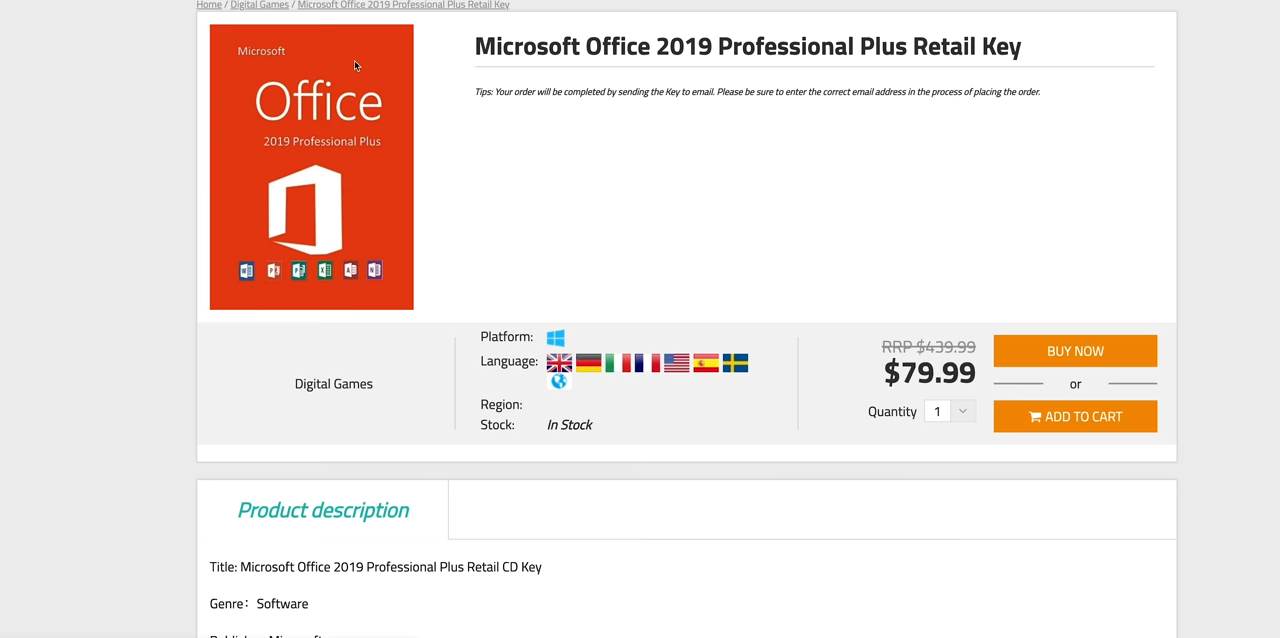 Home / Digital Games / Microsoft Office 2019 Professional Plus Retail Key
Microsoft
Office
2019 Professional Plus
Microsoft Office 2019 Professional Plus Retail Key
Tips: Your order will be completed by sending the Key to email. Please be sure to enter the correct email address in the process of placing the order.
Digital Games
Platform:
Language:
Region:
Stock: In Stock
RRP $439.99
$79.99
Quantity 1
BUY NOW
or
ADD TO CART
Product description
Title: Microsoft Office 2019 Professional Plus Retail CD Key
Genre： Software